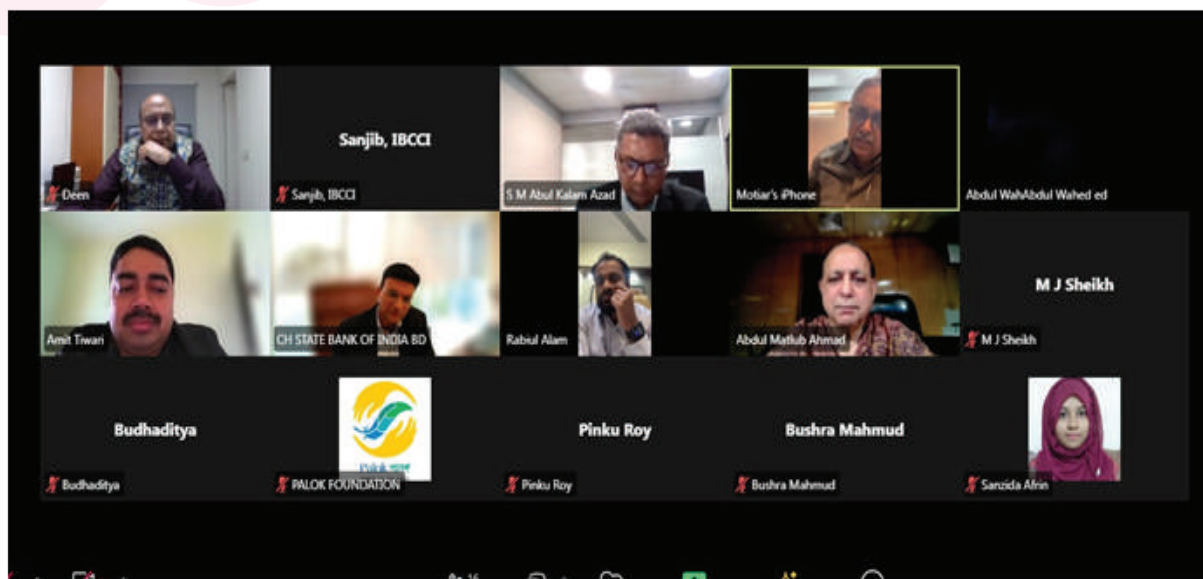 Deen
Sanjib, IBCCI
Sanjib, IBCCI
S M Abul Kalam Azad
Motiar's iPhone
Abdul WahAbdul Wahed ed
Amit Tiwari
CH STATE BANK OF INDIA BD
Rabiul Alam
Abdul Matlub Ahmad
M J Sheikh
M J Sheikh
Budhaditya
Budhaditya
Palok
PALOK FOUNDATION
Pinku Roy
Pinku Roy
Bushra Mahmud
Bushra Mahmud
Sanzida Afrin
16